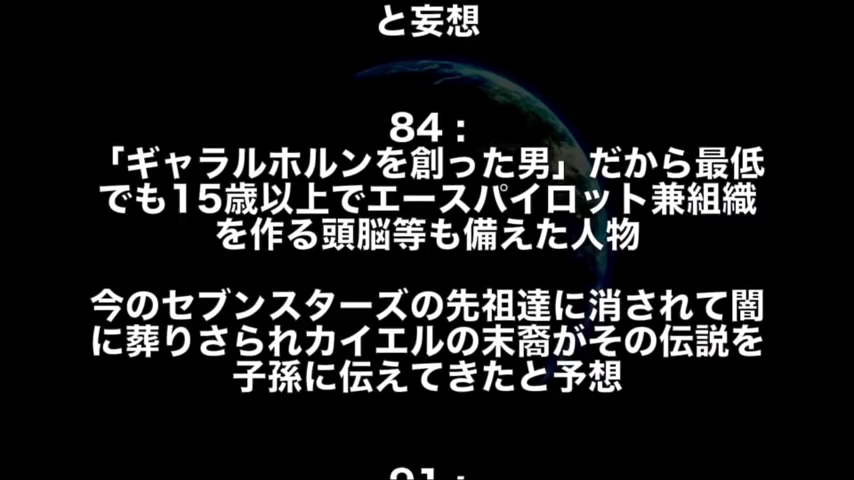 と妄想
84：
「ギャラルホルンを創った男」だから最低
でも15歳以上でエースパイロット兼組織
を作る頭脳等も備えた人物
今のセブンスターズの先祖達に消されて闇
に葬りさられカイエルの末裔がその伝説を
子孫に伝えてきたと予想
91：